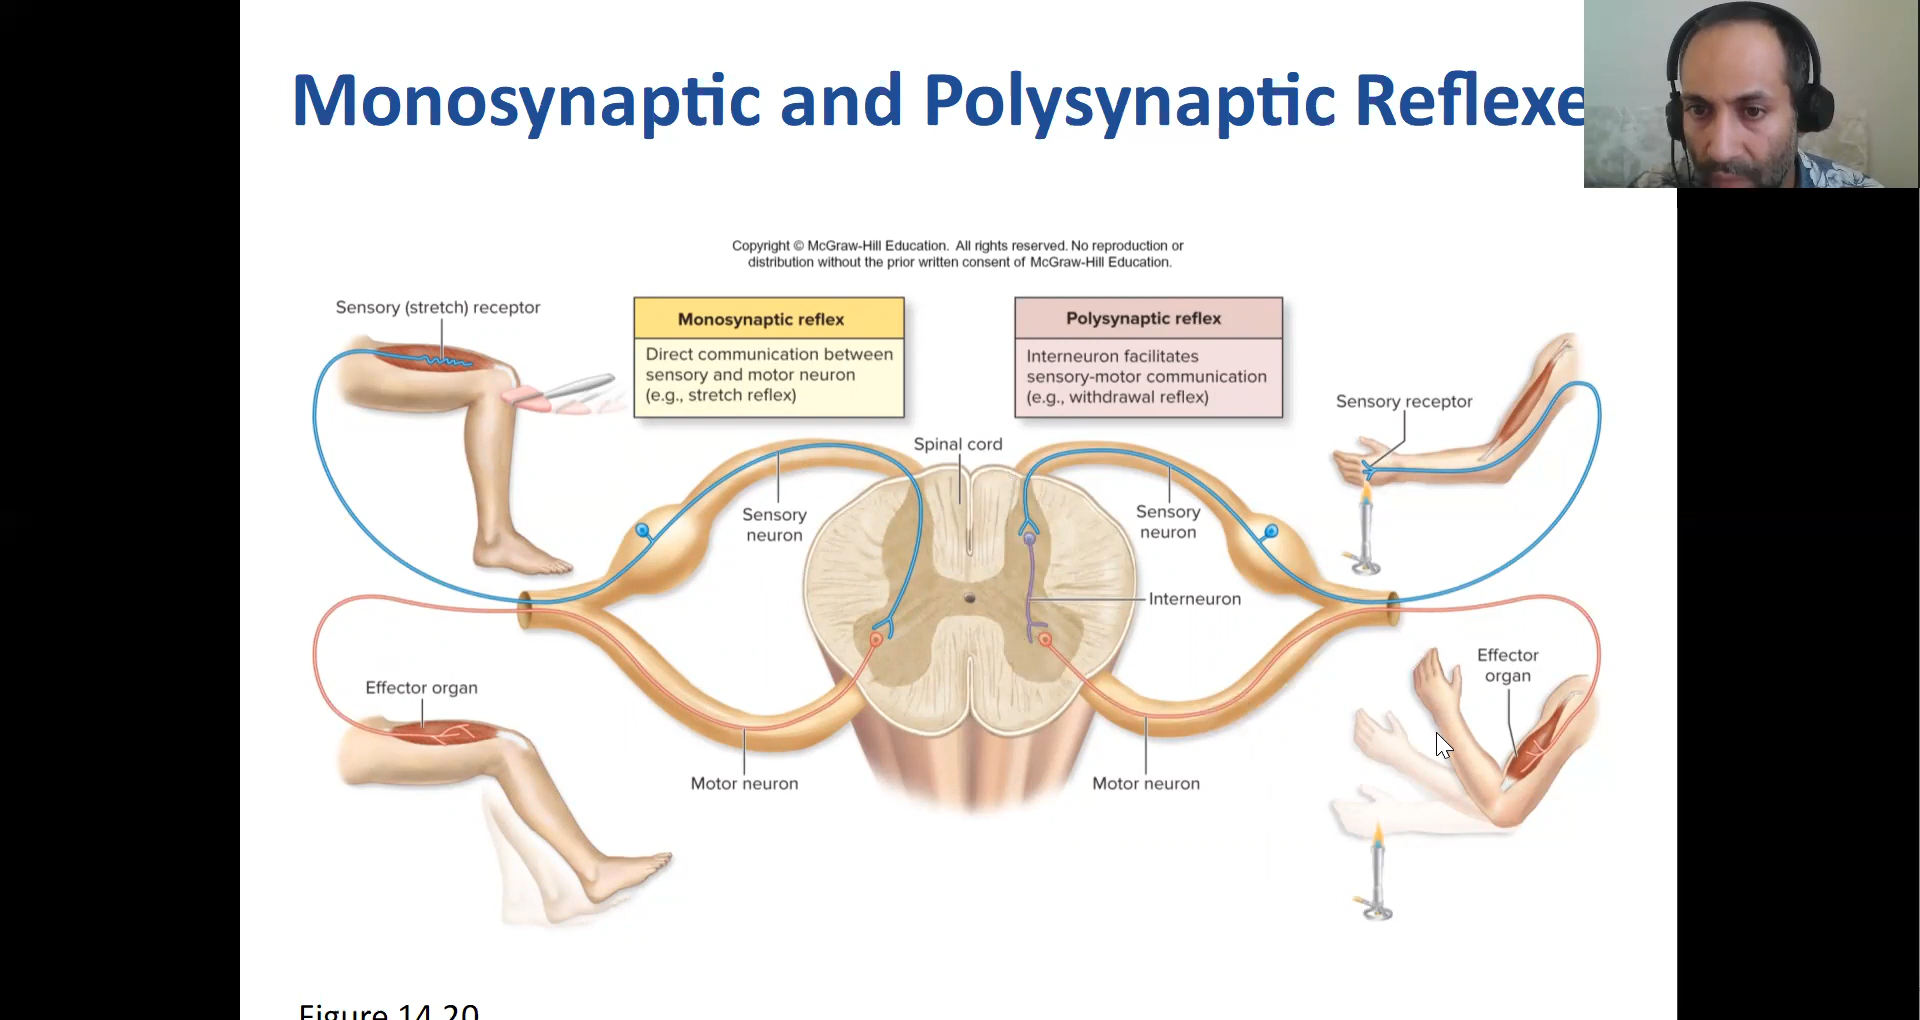 Monosynaptic and Polysynaptic Reflexe
Copyright © McGraw-Hill Education. All rights reserved. No reproduction or
distribution without the prior written consent of McGraw-Hill Education.
Sensory (stretch) receptor
Monosynaptic reflex
Direct communication between
sensory and motor neuron
(e.g., stretch reflex)
Polysynaptic reflex
Interneuron facilitates
sensory-motor communication
(e.g., withdrawal reflex)
Sensory receptor
Spinal cord
Sensory
neuron
Sensory
neuron
Interneuron
Effector organ
Effector
organ
Motor neuron
Motor neuron
Figure 14.20